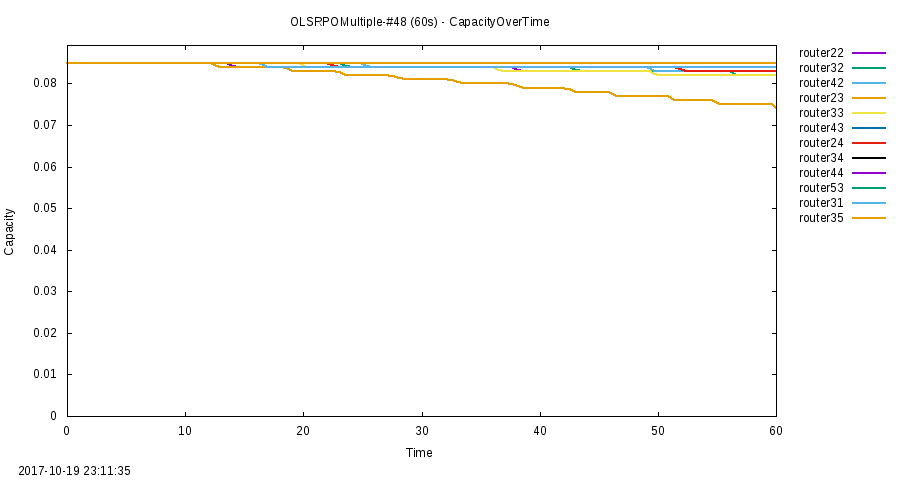 OLSRPOMultiple-#48 (60s) - CapacityOverTime
router22
router32
router42
router23
router33
router43
router24
router34
router44
router53
router31
router35
0.08
0.07
0.06
0.05
0.04
0.03
0.02
0.01
0
Capacity
0 10 20 30 40 50 60
Time
2017-10-19 23:11:35